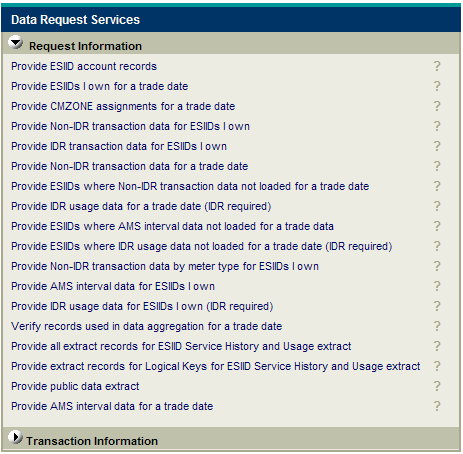 Data Request Services
Request Information
Provide ESIID account records ?
Provide ESIIDs I own for a trade date ?
Provide CMZONE assignments for a trade date ?
Provide Non-IDR transaction data for ESIIDs I own ?
Provide IDR transaction data for ESIIDs I own ?
Provide Non-IDR transaction data for a trade date ?
Provide ESIIDs where Non-IDR transaction data not loaded for a trade date ?
Provide IDR usage data for a trade date (IDR required) ?
Provide ESIIDs where AMS interval data not loaded for a trade data ?
Provide ESIIDs where IDR usage data not loaded for a trade date (IDR required) ?
Provide Non-IDR transaction data by meter type for ESIIDs I own ?
Provide AMS interval data for ESIIDs I own ?
Provide IDR usage data for ESIIDs I own (IDR required) ?
Verify records used in data aggregation for a trade date ?
Provide all extract records for ESIID Service History and Usage extract ?
Provide extract records for Logical Keys for ESIID Service History and Usage extract ?
Provide public data extract ?
Provide AMS interval data for a trade date ?
Transaction Information